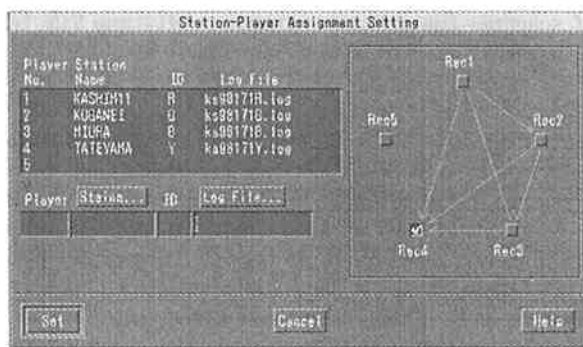 Station-Player Assignment Setting
Player Station
No. Name ID Log File
1 KASHIM11 R ks98171R.log
2 KOGANEI G ks98171G.log
3 MIURA B ks98171B.log
4 TATEYAMA Y ks98171Y.log
5
Player Station... ID Log File...
Rec1
Rec2
Rec5
Rec4
Rec3
Set Cancel Help